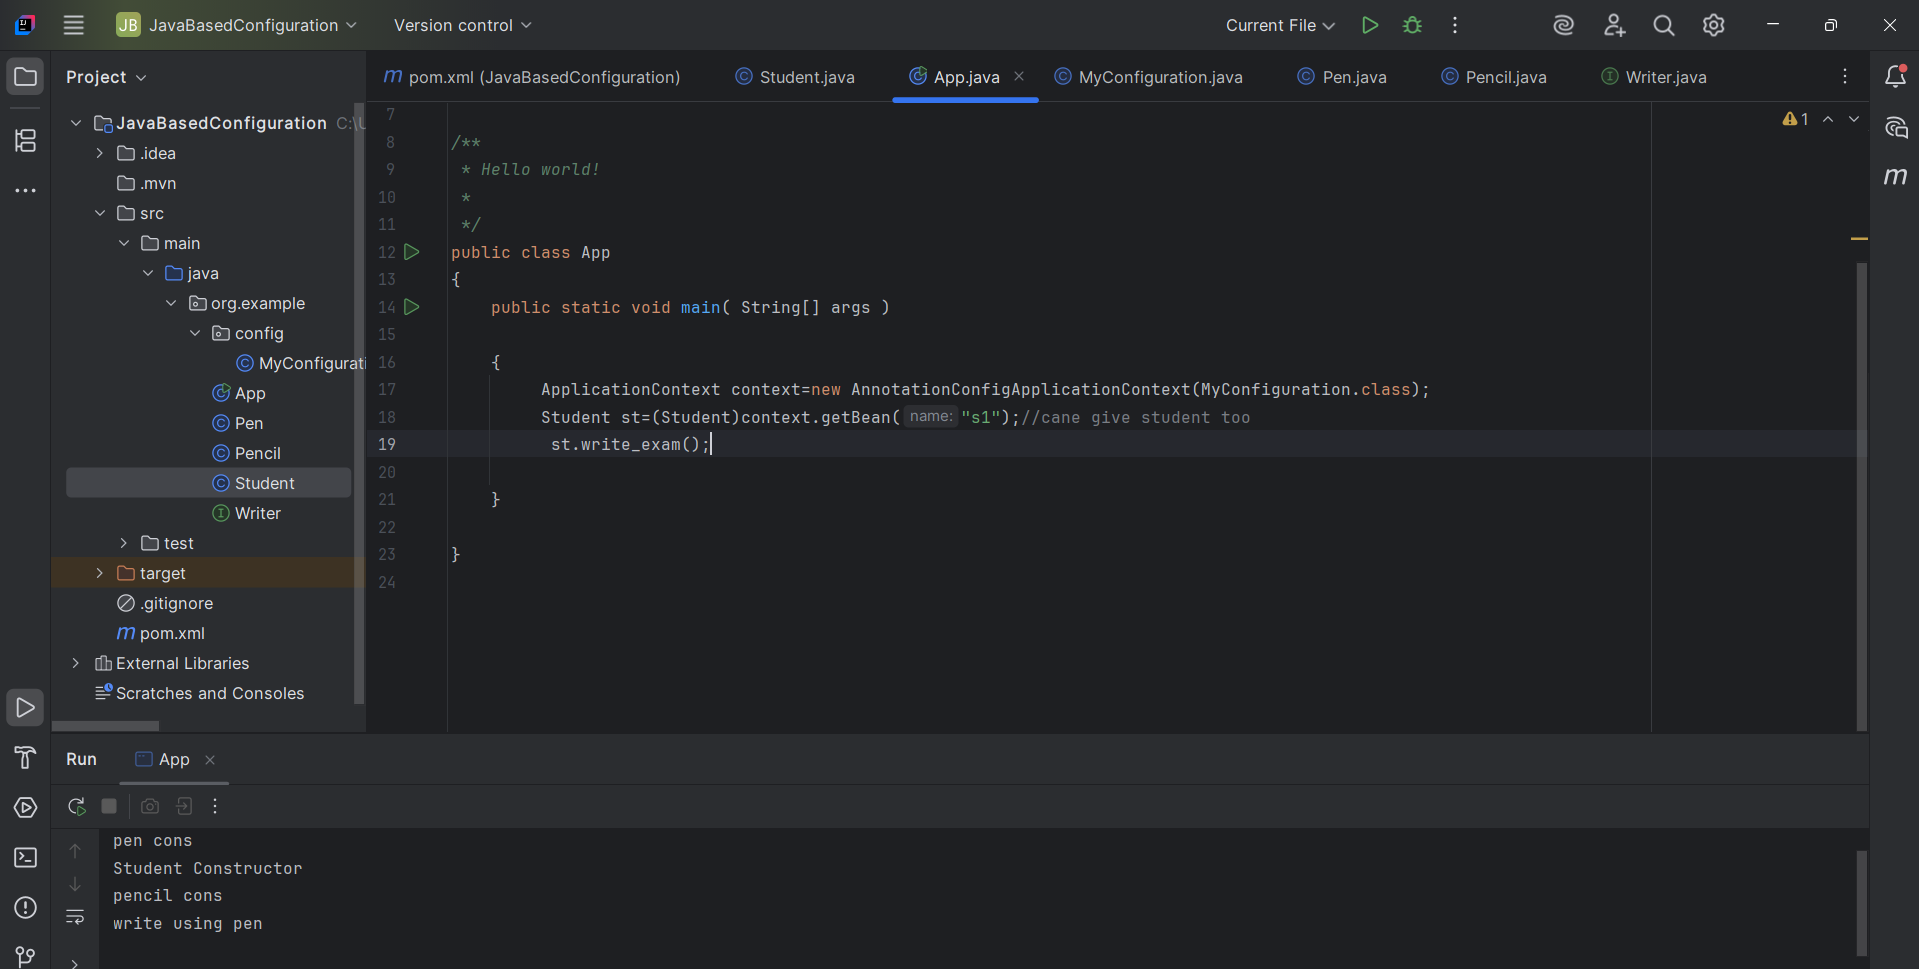 JB JavaBasedConfiguration Version control Current File
Project
pom.xml (JavaBasedConfiguration) Student.java App.java MyConfiguration.java Pen.java Pencil.java Writer.java
JavaBasedConfiguration C:\U
.idea
.mvn
src
main
java
org.example
config
MyConfigurati
App
Pen
Pencil
Student
Writer
test
target
.gitignore
pom.xml
External Libraries
Scratches and Consoles
1
7
8 /**
9 * Hello world!
10 *
11 */
12 public class App
13 {
14 public static void main( String[] args )
15
16 {
17 ApplicationContext context=new AnnotationConfigApplicationContext(MyConfiguration.class);
18 Student st=(Student)context.getBean( name: "s1");//cane give student too
19 st.write_exam();
20
21 }
22
23 }
24
Run App
pen cons
Student Constructor
pencil cons
write using pen